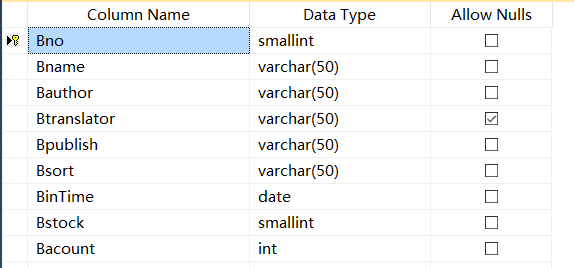 Column Name Data Type Allow Nulls
Bno smallint
Bname varchar(50)
Bauthor varchar(50)
Btranslator varchar(50)
Bpublish varchar(50)
Bsort varchar(50)
BinTime date
Bstock smallint
Bacount int